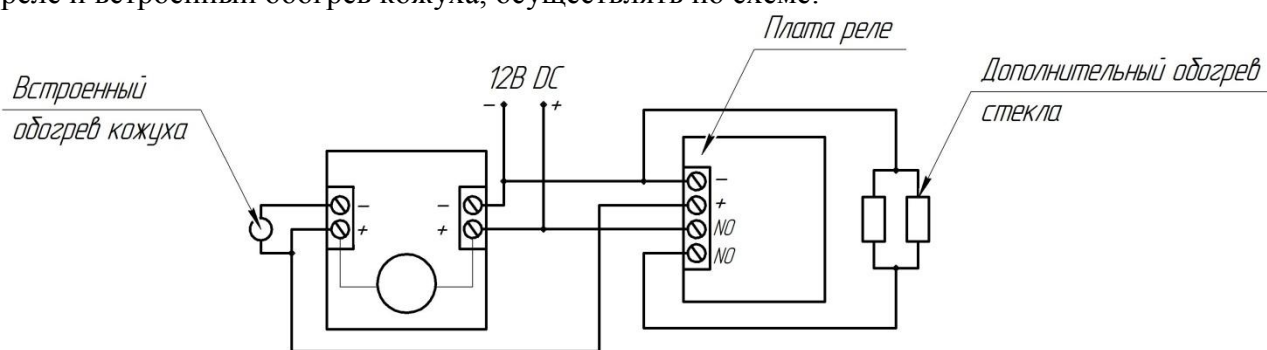 реле и встроенный обогрев кожуха, осуществлять по схеме:
Плата реле
Встроенный
обогрев кожуха
12В DC
- +
Дополнительный обогрев
стекла
- -
+ +
-
+
NO
NO